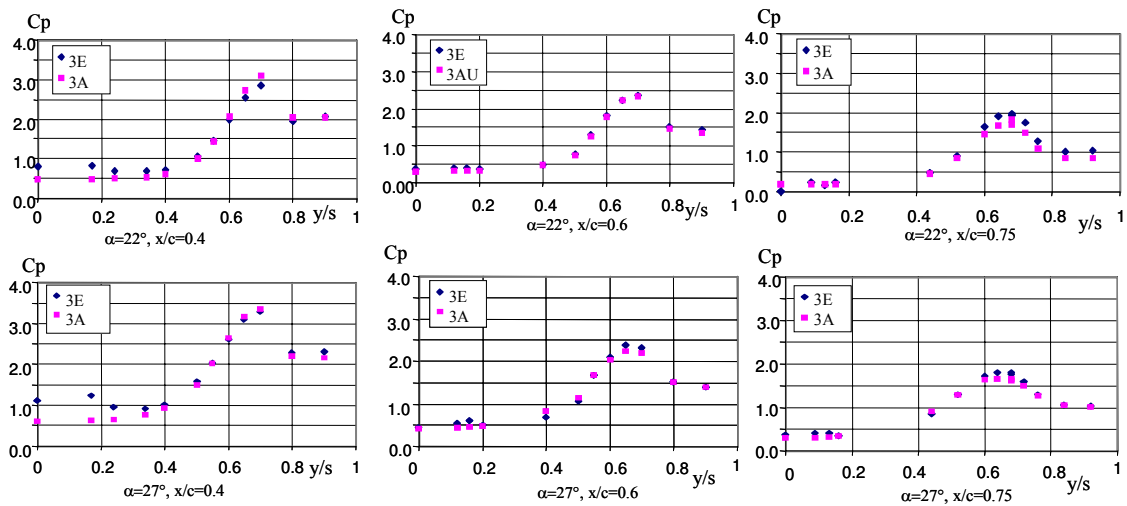 Cp
4.0
3.0
2.0
1.0
0.0
3E
3A
0
0.2
0.4
0.6
0.8
1
y/s
α=22°, x/c=0.4
Cp
4.0
3.0
2.0
1.0
0.00
3E
3AU
0
0.2
0.4
0.6
0.8
1
y/s
α=22°, x/c=0.6
Cp
4.0
3.0
2.0
1.0
0.0
3E
3A
0
0.2
0.4
0.6
0.8
1
y/s
α=22°, x/c=0.75
Cp
4.0
3.0
2.0
1.0
0.0
3E
3A
0
0.2
0.4
0.6
0.8
1
y/s
α=27°, x/c=0.4
Cp
4.0
3.0
2.0
1.0
0.0
3E
3A
0
0.2
0.4
0.6
0.8
1
y/s
α=27°, x/c=0.6
Cp
4.0
3.0
2.0
1.0
0.0
3E
3A
0
0.2
0.4
0.6
0.8
1
y/s
α=27°, x/c=0.75